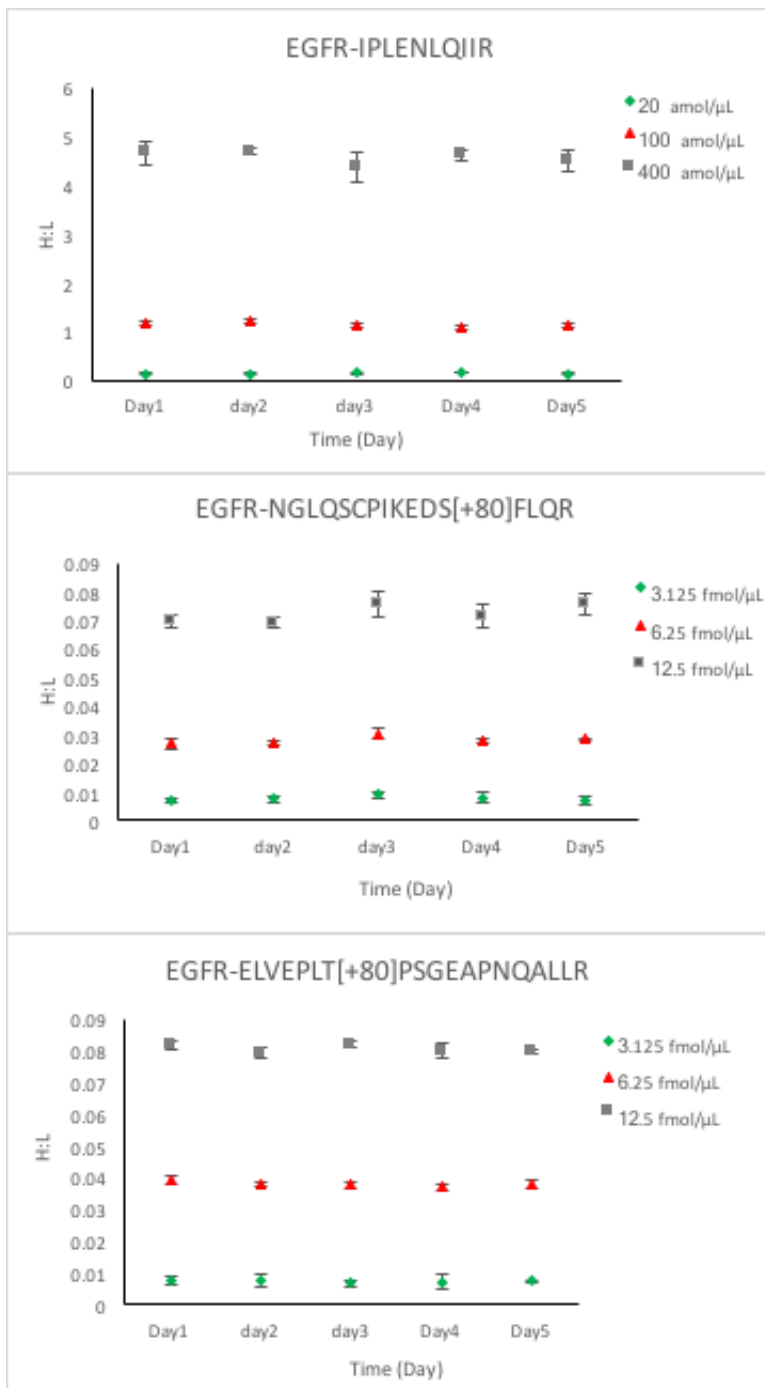 EGFR-IPLENLQIIR
6
5
4
3
2
1
0
H:L
Day1 day2 day3 Day4 Day5
Time (Day)
20 amol/µL
100 amol/µL
400 amol/µL
EGFR-NGLQSCPIKEDS[+80]FLQR
0.09
0.08
0.07
0.06
0.05
0.04
0.03
0.02
0.01
0
H:L
Day1 day2 day3 Day4 Day5
Time (Day)
3.125 fmol/µL
6.25 fmol/µL
12.5 fmol/µL
EGFR-ELVEPLT[+80]PSGEAPNQALLR
0.09
0.08
0.07
0.06
0.05
0.04
0.03
0.02
0.01
0
H:L
Day1 day2 day3 Day4 Day5
Time (Day)
3.125 fmol/µL
6.25 fmol/µL
12.5 fmol/µL